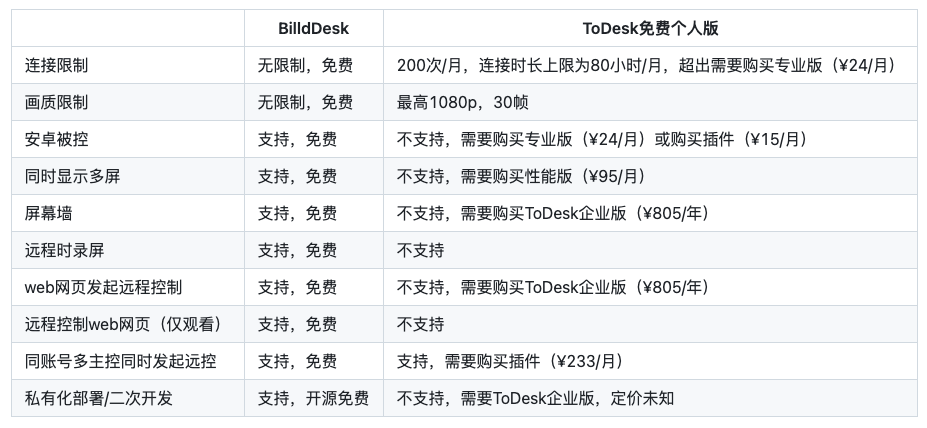 BilldDesk ToDesk免费个人版
连接限制 无限制，免费 200次/月，连接时长上限为80小时/月，超出需要购买专业版（¥24/月）
画质限制 无限制，免费 最高1080p，30帧
安卓被控 支持，免费 不支持，需要购买专业版（¥24/月）或购买插件（¥15/月）
同时显示多屏 支持，免费 不支持，需要购买性能版（¥95/月）
屏幕墙 支持，免费 不支持，需要购买ToDesk企业版（¥805/年）
远程时录屏 支持，免费 不支持
web网页发起远程控制 支持，免费 不支持，需要购买ToDesk企业版（¥805/年）
远程控制web网页（仅观看） 支持，免费 不支持
同账号多主控同时发起远控 支持，免费 支持，需要购买插件（¥233/月）
私有化部署/二次开发 支持，开源免费 不支持，需要ToDesk企业版，定价未知